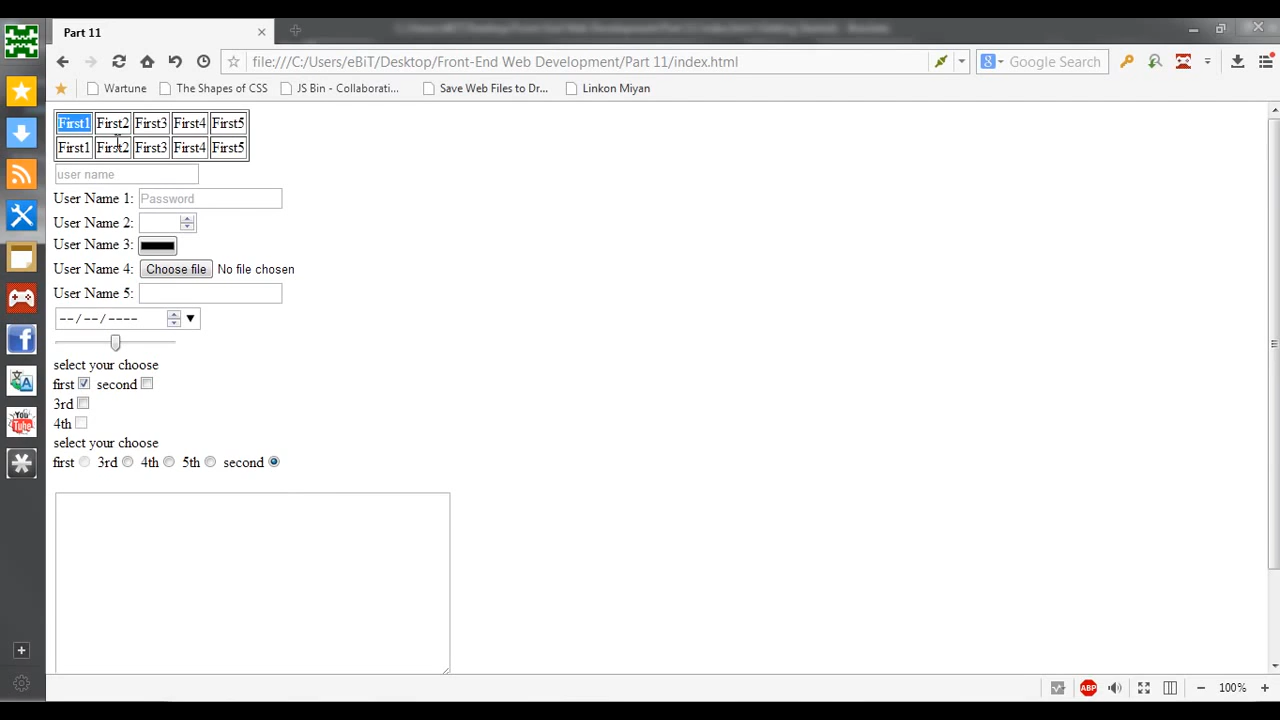 Part 11
file:///C:/Users/eBiT/Desktop/Front-End Web Development/Part 11/index.html
Google Search
Wartune The Shapes of CSS JS Bin - Collaborati... Save Web Files to Dr... Linkon Miyan
First1 First2 First3 First4 First5
First1 First2 First3 First4 First5
user name
User Name 1: Password
User Name 2:
User Name 3:
User Name 4: Choose file No file chosen
User Name 5:
--/--/----
select your choose
first second
3rd
4th
select your choose
first 3rd 4th 5th second
You Tube
ABP 100%